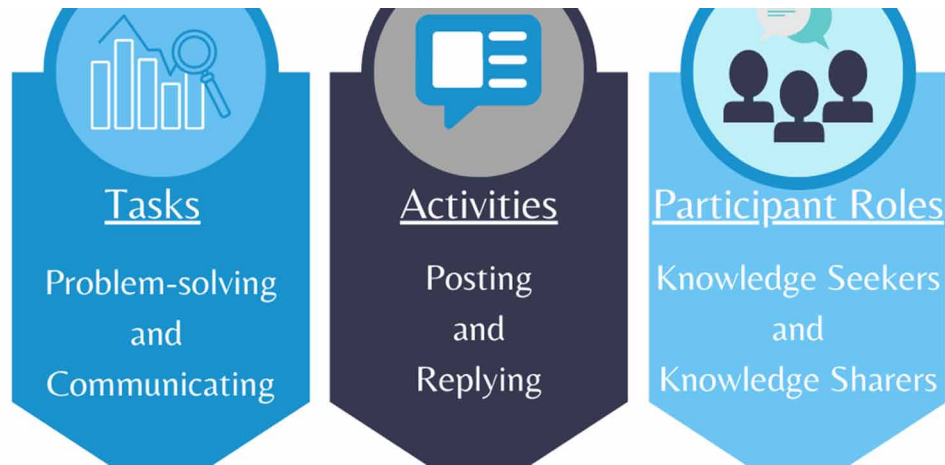 Tasks
Problem-solving
and
Communicating
Activities
Posting
and
Replying
Participant Roles
Knowledge Seekers
and
Knowledge Sharers